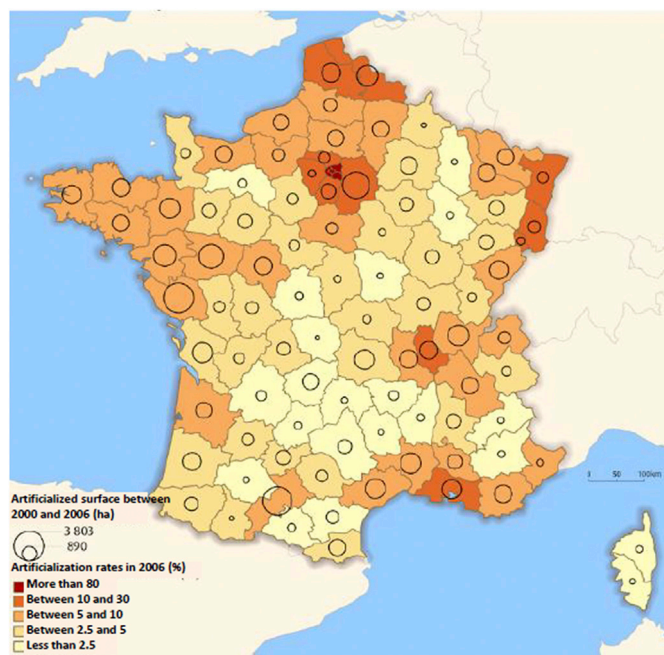 0 50 100km
Artificialized surface between
2000 and 2006 (ha)
3 803
890
Artificialization rates in 2006 (%)
More than 80
Between 10 and 30
Between 5 and 10
Between 2.5 and 5
Less than 2.5